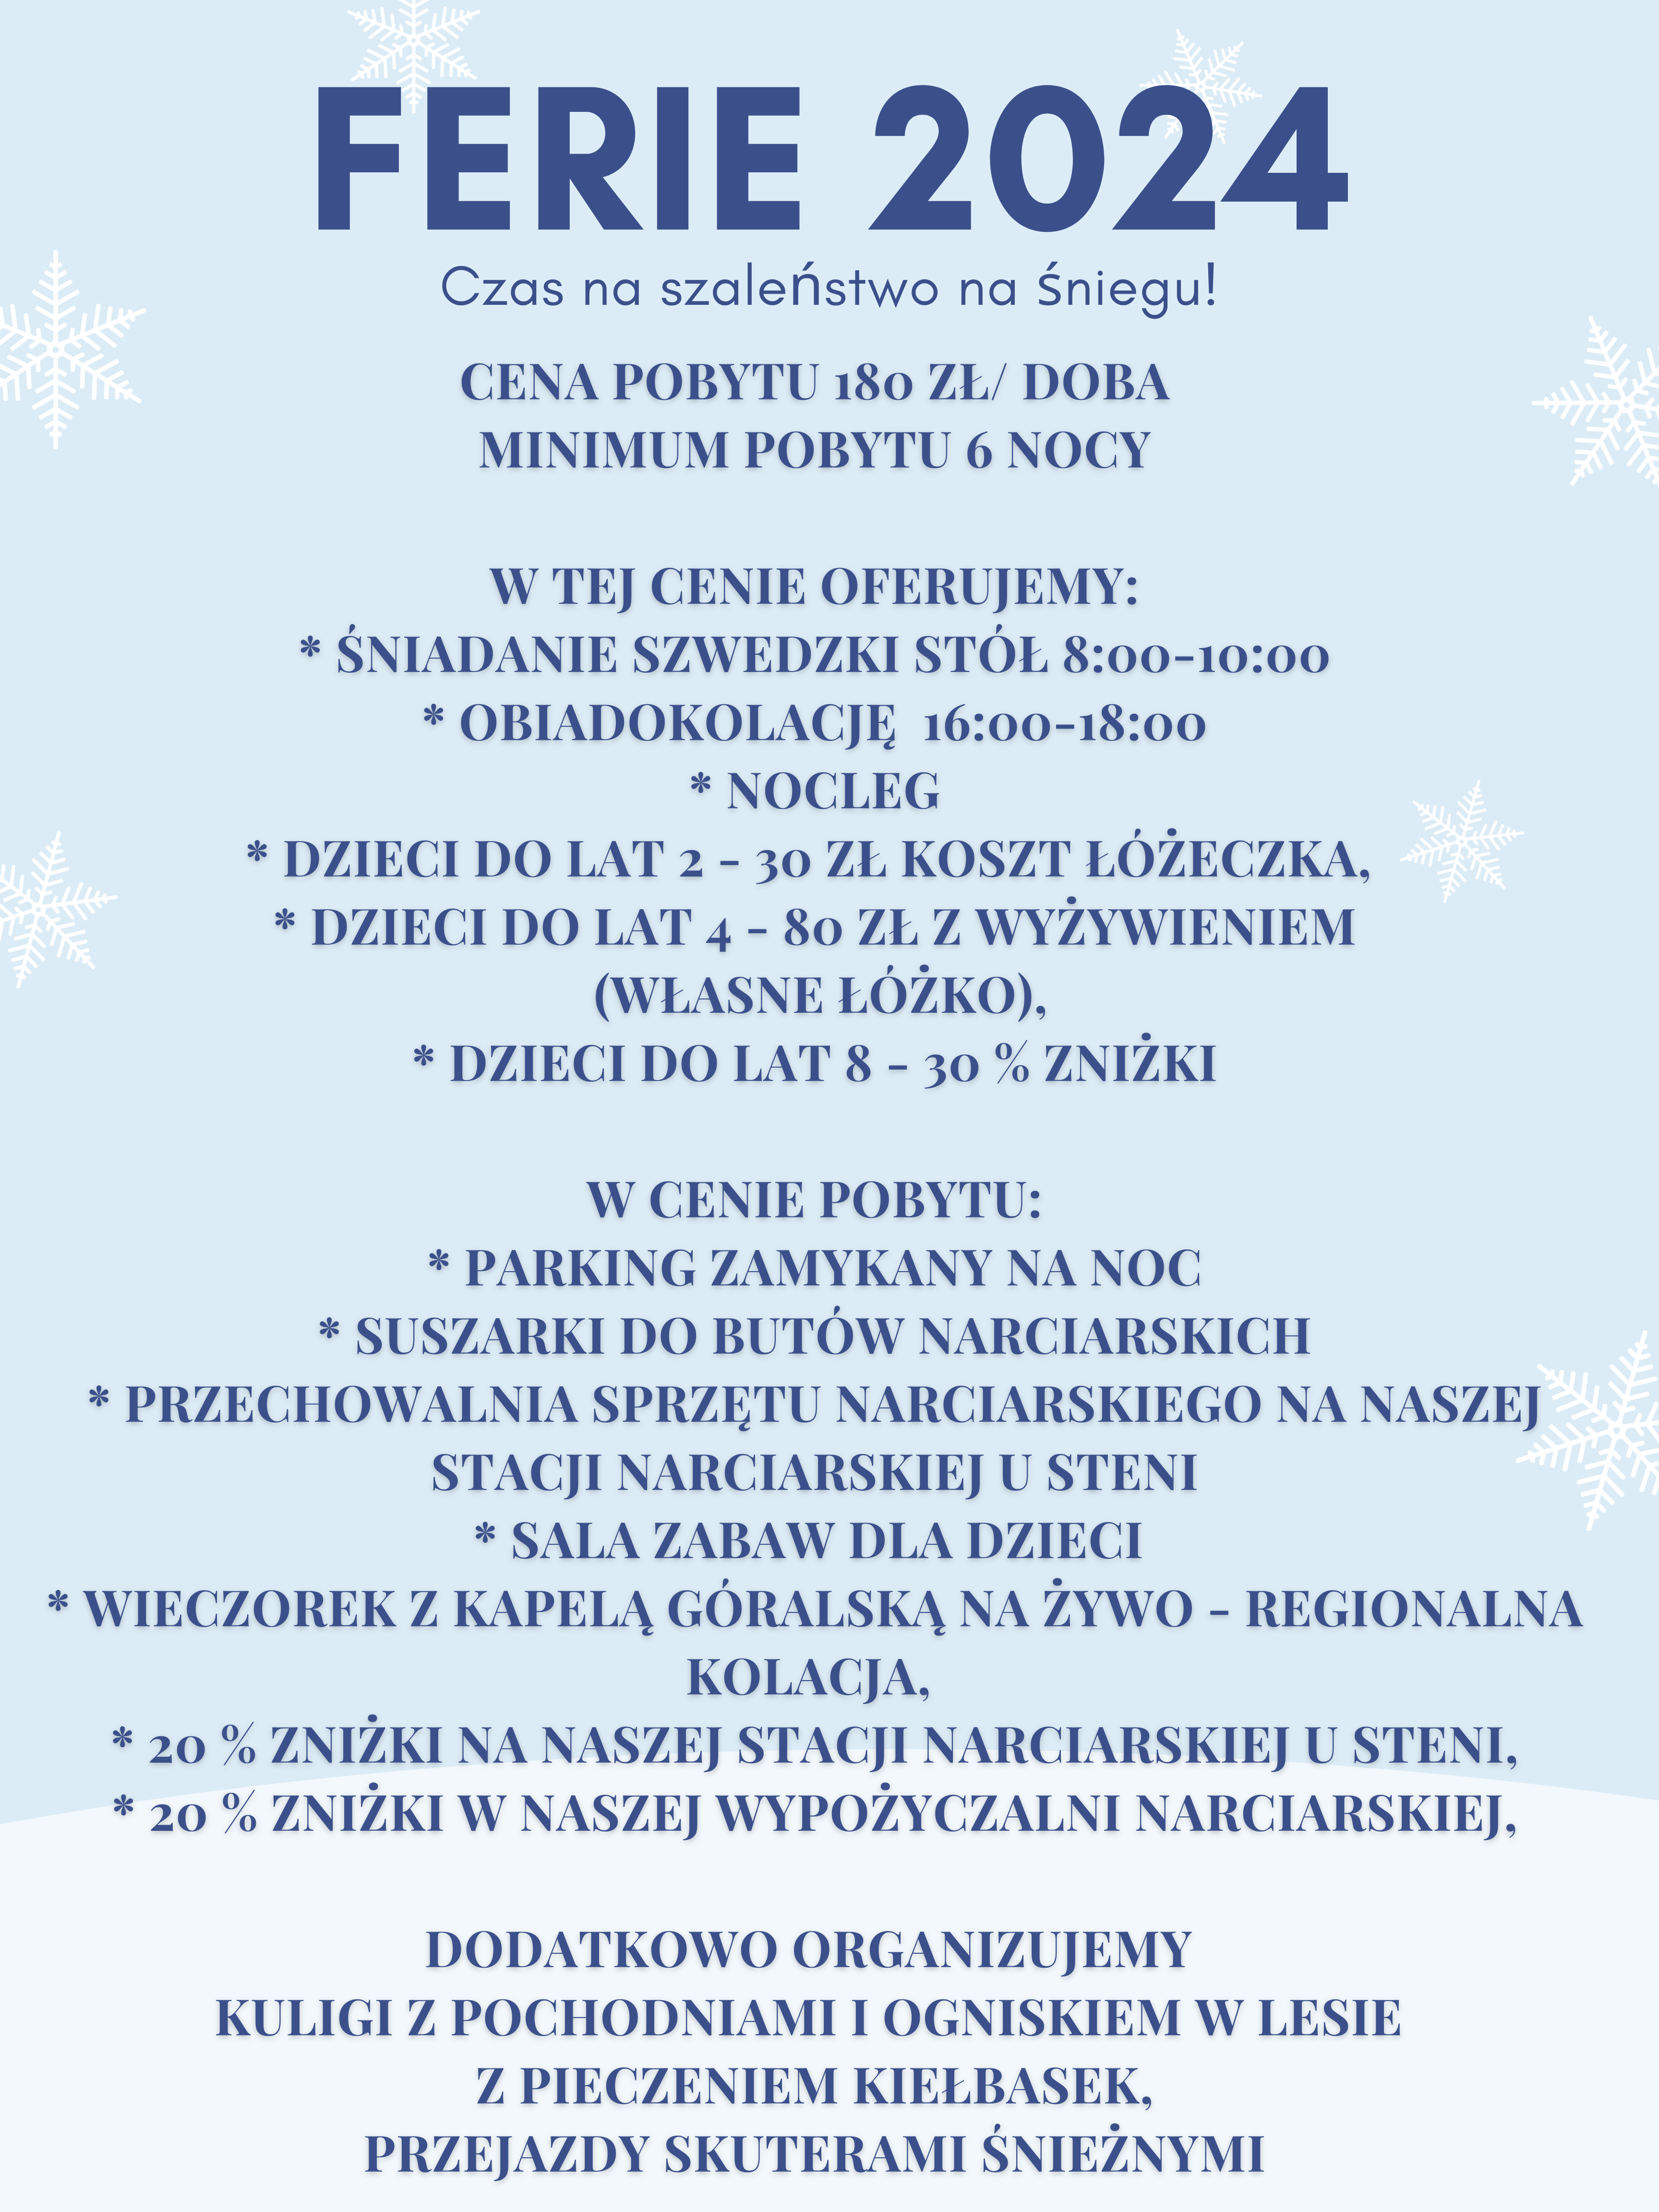 FERIE 2024
Czas na szaleństwo na śniegu!
CENA POBYTU 180 ZŁ/ DOBA
MINIMUM POBYTU 6 NOCY
W TEJ CENIE OFERUJEMY:
* ŚNIADANIE SZWEDZKI STÓŁ 8:00-10:00
* OBIADOKOLACJĘ  16:00-18:00
* NOCLEG
* DZIECI DO LAT 2 - 30 ZŁ KOSZT ŁÓŻECZKA,
* DZIECI DO LAT 4 - 80 ZŁ Z WYŻYWIENIEM
(WŁASNE ŁÓŻKO),
* DZIECI DO LAT 8 - 30 % ZNIŻKI
W CENIE POBYTU:
* PARKING ZAMYKANY NA NOC
* SUSZARKI DO BUTÓW NARCIARSKICH
* PRZECHOWALNIA SPRZĘTU NARCIARSKIEGO NA NASZEJ
STACJI NARCIARSKIEJ U STENI
* SALA ZABAW DLA DZIECI
* WIECZOREK Z KAPELĄ GÓRALSKĄ NA ŻYWO - REGIONALNA
KOLACJA,
* 20 % ZNIŻKI NA NASZEJ STACJI NARCIARSKIEJ U STENI,
* 20 % ZNIŻKI W NASZEJ WYPOŻYCZALNI NARCIARSKIEJ,
DODATKOWO ORGANIZUJEMY
KULIGI Z POCHODNIAMI I OGNISKIEM W LESIE
Z PIECZENIEM KIEŁBASEK,
PRZEJAZDY SKUTERAMI ŚNIEŻNYMI